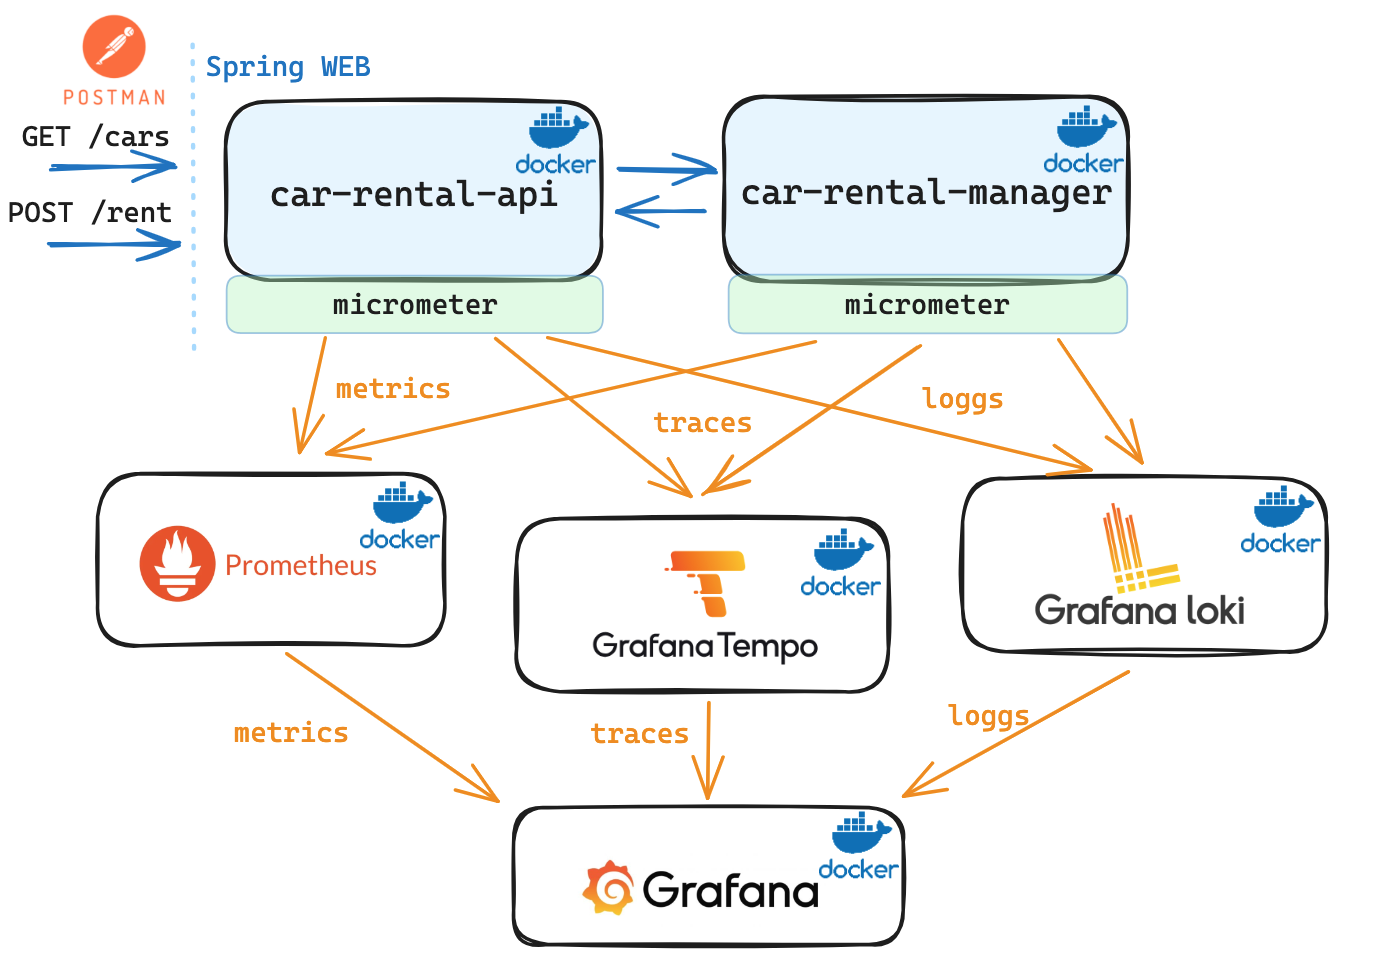 POSTMAN
Spring WEB
GET /cars
POST /rent
docker
car-rental-api
docker
car-rental-manager
micrometer
micrometer
metrics
traces
loggs
docker
Prometheus
docker
Grafana Tempo
docker
Grafana loki
metrics
traces
loggs
docker
Grafana